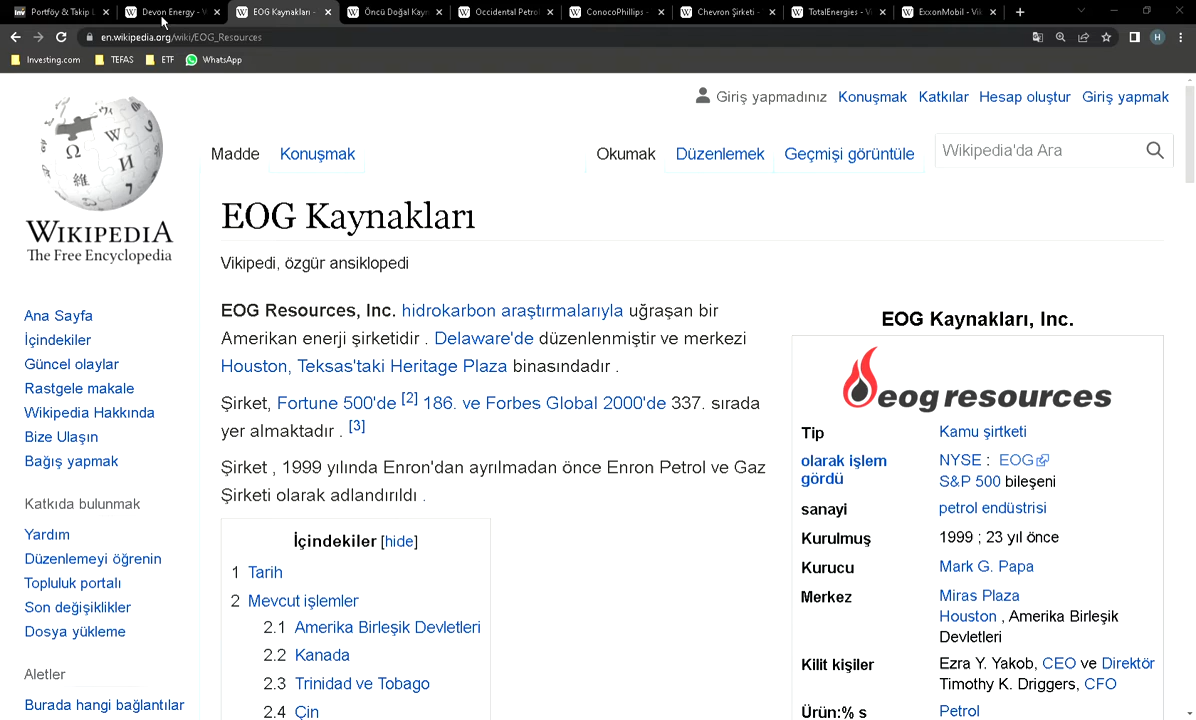 Portföy & Takip L
Devon Energy - V
EOG Kaynakları -
Öncü Doğal Kayn
Occidental Petrol
ConocoPhillips -
Chevron Şirketi -
TotalEnergies - Vi
ExxonMobil - Vik
en.wikipedia.org/wiki/EOG_Resources
H
Investing.com
TEFAS
ETF
WhatsApp
Giriş yapmadınız Konuşmak Katkılar Hesap oluştur Giriş yapmak
Madde Konuşmak Okumak Düzenlemek Geçmişi görüntüle Wikipedia'da Ara
WIKIPEDIA
The Free Encyclopedia
Ana Sayfa
İçindekiler
Güncel olaylar
Rastgele makale
Wikipedia Hakkında
Bize Ulaşın
Bağış yapmak
Katkıda bulunmak
Yardım
Düzenlemeyi öğrenin
Topluluk portalı
Son değişiklikler
Dosya yükleme
Aletler
Burada hangi bağlantılar
EOG Kaynakları
Vikipedi, özgür ansiklopedi
EOG Resources, Inc. hidrokarbon araştırmalarıyla uğraşan bir
Amerikan enerji şirketidir . Delaware'de düzenlenmiştir ve merkezi
Houston, Teksas'taki Heritage Plaza binasındadır .
Şirket, Fortune 500'de [2] 186. ve Forbes Global 2000'de 337. sırada
yer almaktadır . [3]
Şirket , 1999 yılında Enron'dan ayrılmadan önce Enron Petrol ve Gaz
Şirketi olarak adlandırıldı .
İçindekiler [hide]
1 Tarih
2 Mevcut işlemler
2.1 Amerika Birleşik Devletleri
2.2 Kanada
2.3 Trinidad ve Tobago
2.4 Çin
EOG Kaynakları, Inc.
eog resources
Tip Kamu şirtketi
olarak işlem gördü NYSE : EOG
S&P 500 bileşeni
sanayi petrol endüstrisi
Kurulmuş 1999 ; 23 yıl önce
Kurucu Mark G. Papa
Merkez Miras Plaza
Houston , Amerika Birleşik
Devletleri
Kilit kişiler Ezra Y. Yakob, CEO ve Direktör
Timothy K. Driggers, CFO
Ürün:% s Petrol